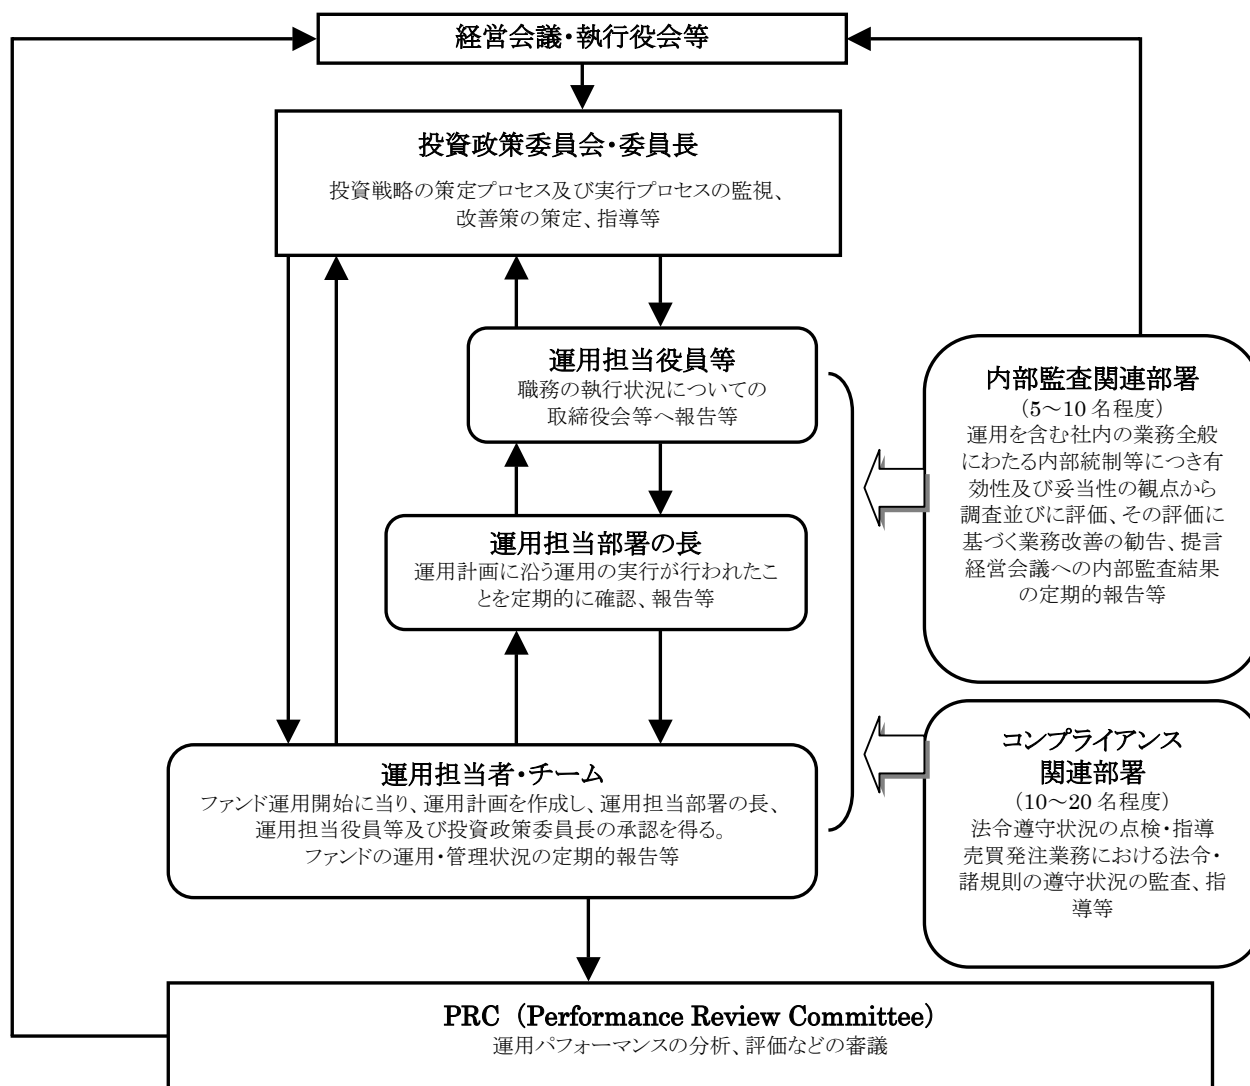 経営会議・執行役会等
投資政策委員会・委員長
投資戦略の策定プロセス及び実行プロセスの監視、
改善策の策定、指導等
運用担当役員等
職務の執行状況についての
取締役会等へ報告等
運用担当部署の長
運用計画に沿う運用の実行が行われたこ
とを定期的に確認、報告等
運用担当者・チーム
ファンド運用開始に当り、運用計画を作成し、運用担当部署の長、
運用担当役員等及び投資政策委員長の承認を得る。
ファンドの運用・管理状況の定期的報告等
内部監査関連部署
(5～10 名程度)
運用を含む社内の業務全般
にわたる内部統制等につき有
効性及び妥当性の観点から
調査並びに評価、その評価に
基づく業務改善の勧告、提言
経営会議への内部監査結果
の定期的報告等
コンプライアンス
関連部署
(10～20 名程度)
法令遵守状況の点検・指導
売買発注業務における法令・
諸規則の遵守状況の監査、指
導等
PRC (Performance Review Committee)
運用パフォーマンスの分析、評価などの審議